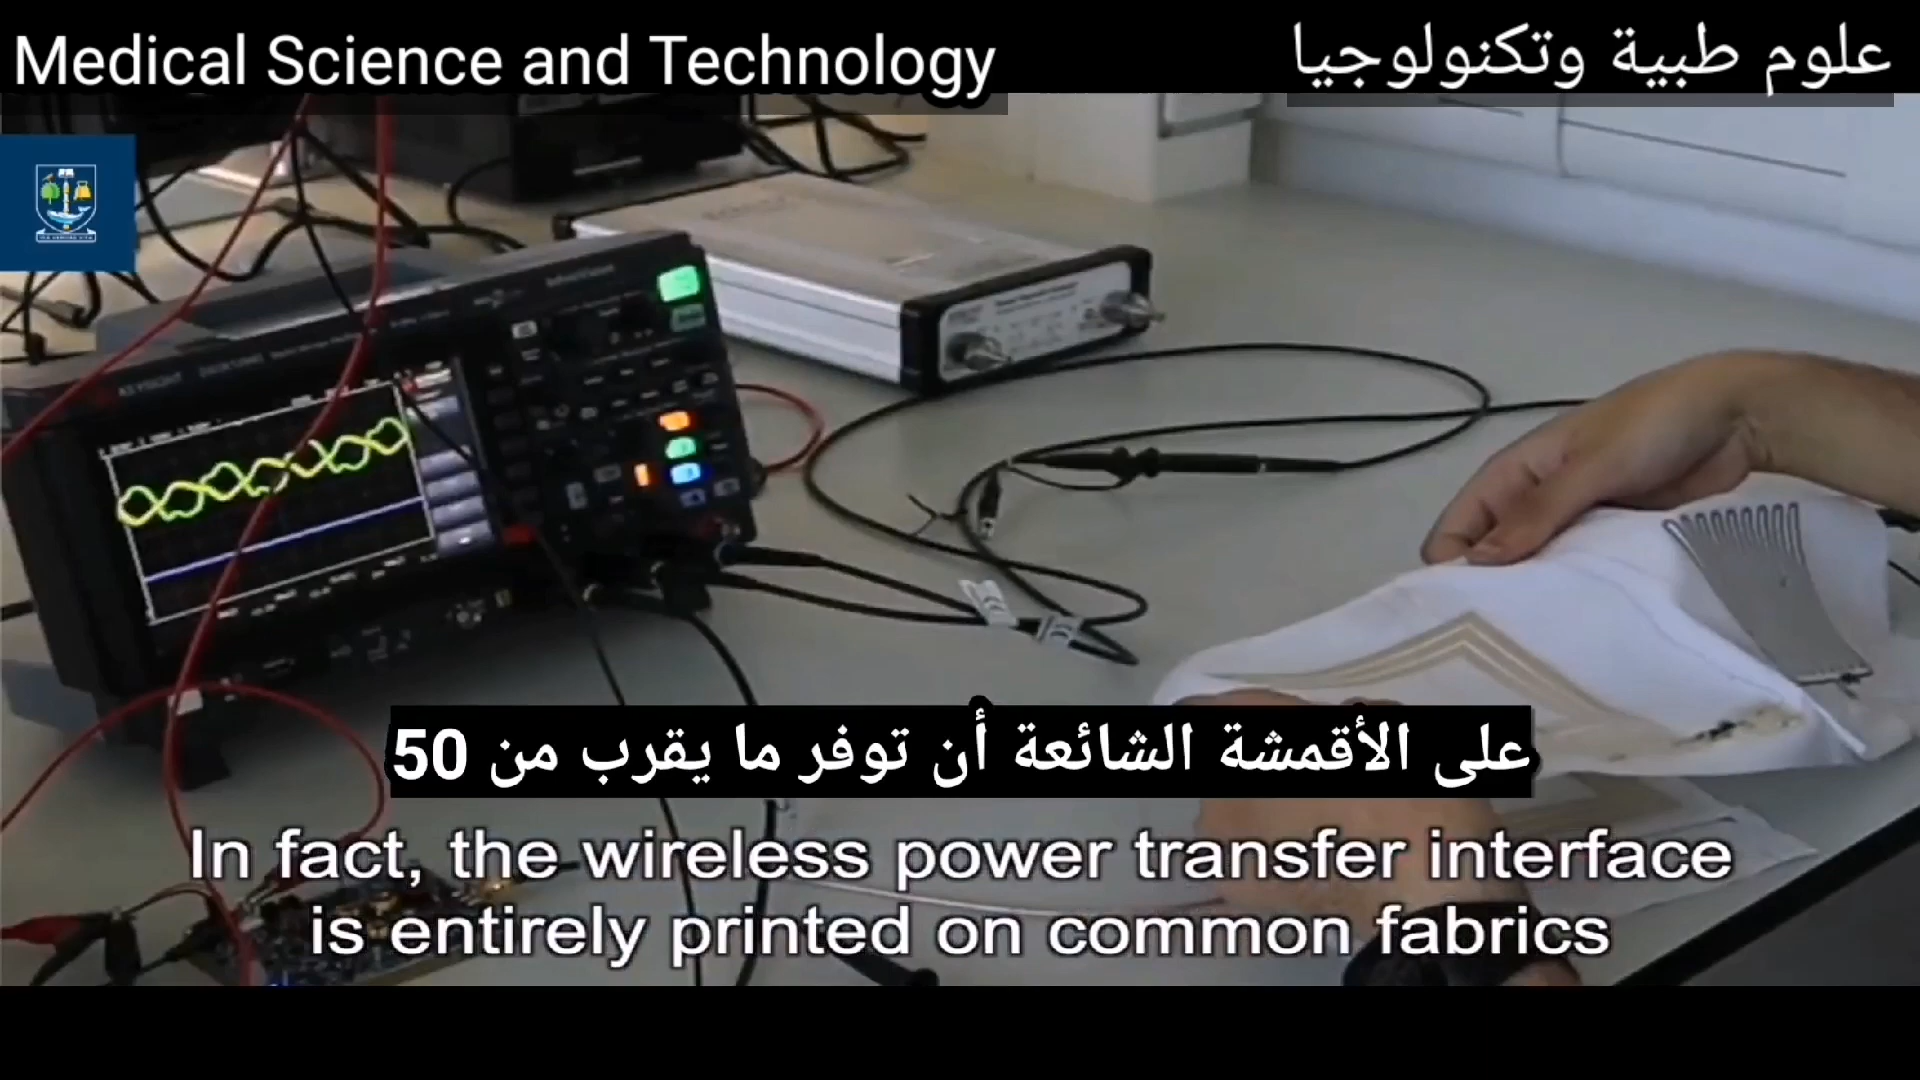 Medical Science and Technology
علوم طبية وتكنولوجيا
على الأقمشة الشائعة أن توفر ما يقرب من 50
In fact, the wireless power transfer interface
is entirely printed on common fabrics